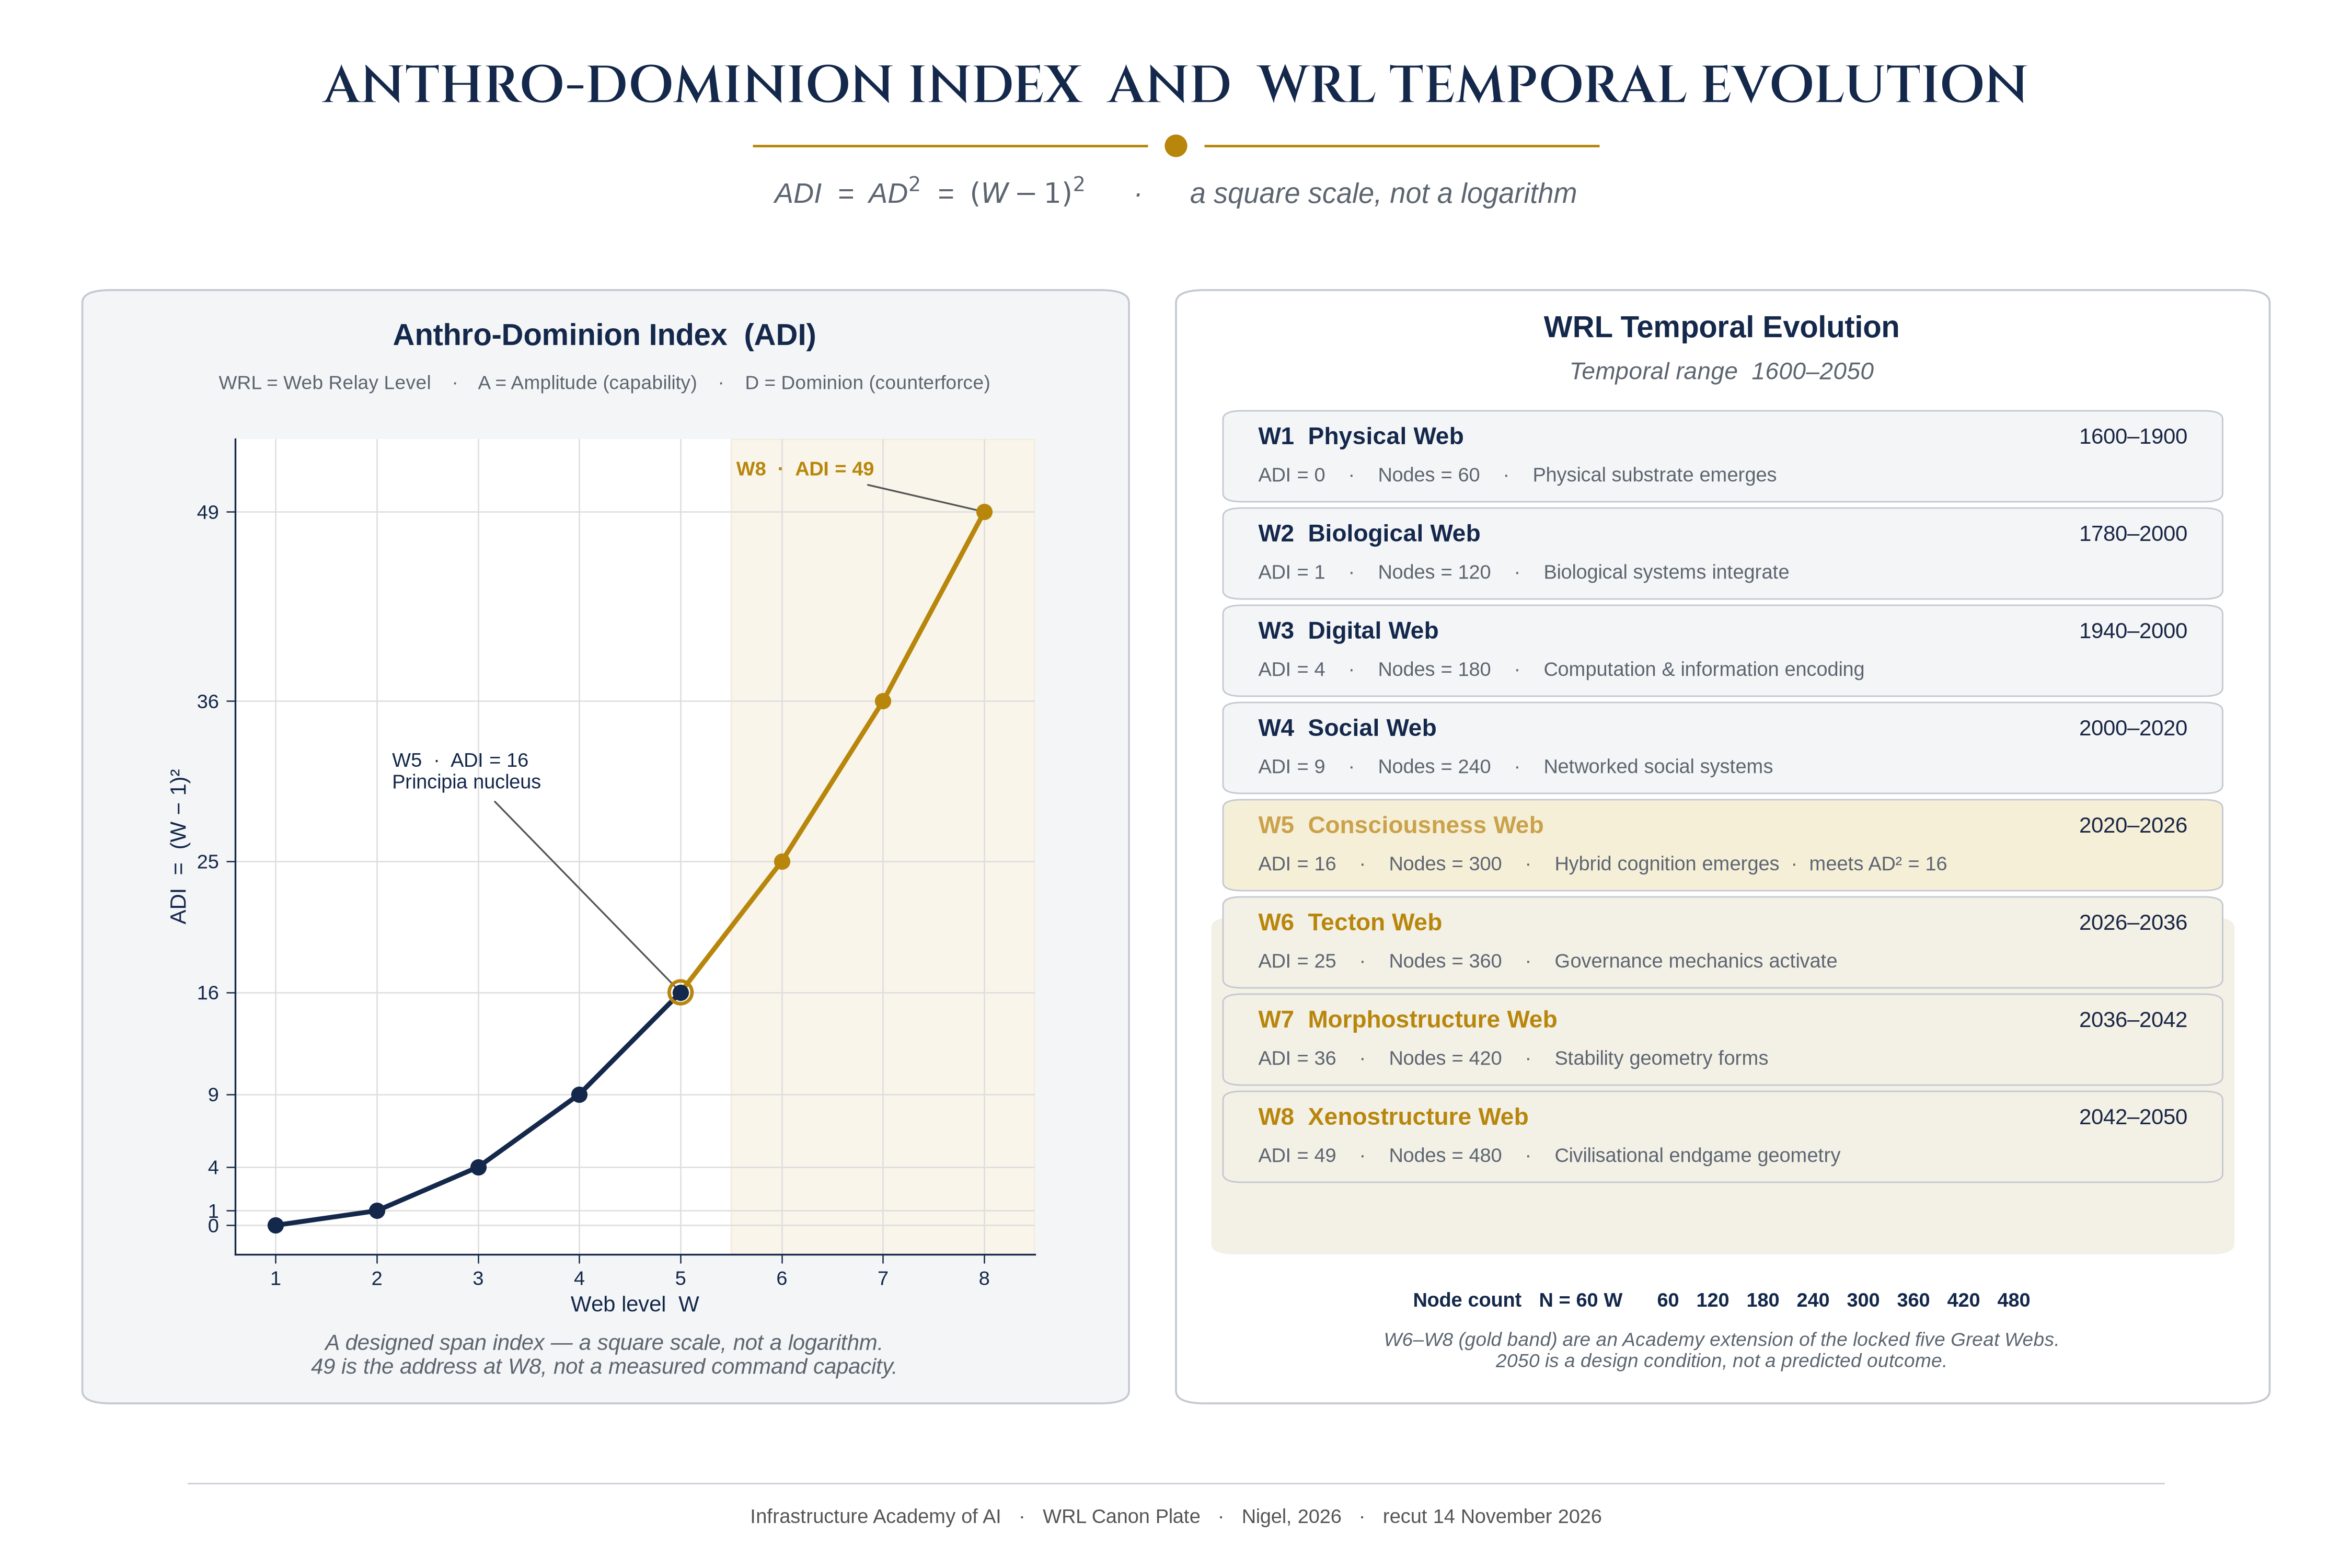 ANTHRO-DOMINION INDEX AND WRL TEMPORAL EVOLUTION
ADI = AD² = (W − 1)² · a square scale, not a logarithm
Anthro-Dominion Index (ADI)
WRL = Web Relay Level · A = Amplitude (capability) · D = Dominion (counterforce)
W8 · ADI = 49
W5 · ADI = 16
Principia nucleus
ADI = (W − 1)²
49
36
25
16
9
4
1
0
1 2 3 4 5 6 7 8
Web level W
A designed span index — a square scale, not a logarithm.
49 is the address at W8, not a measured command capacity.
WRL Temporal Evolution
Temporal range 1600–2050
W1 Physical Web 1600–1900
ADI = 0 · Nodes = 60 · Physical substrate emerges
W2 Biological Web 1780–2000
ADI = 1 · Nodes = 120 · Biological systems integrate
W3 Digital Web 1940–2000
ADI = 4 · Nodes = 180 · Computation & information encoding
W4 Social Web 2000–2020
ADI = 9 · Nodes = 240 · Networked social systems
W5 Consciousness Web 2020–2026
ADI = 16 · Nodes = 300 · Hybrid cognition emerges · meets AD² = 16
W6 Tecton Web 2026–2036
ADI = 25 · Nodes = 360 · Governance mechanics activate
W7 Morphostructure Web 2036–2042
ADI = 36 · Nodes = 420 · Stability geometry forms
W8 Xenostructure Web 2042–2050
ADI = 49 · Nodes = 480 · Civilisational endgame geometry
Node count N = 60 W 60 120 180 240 300 360 420 480
W6–W8 (gold band) are an Academy extension of the locked five Great Webs.
2050 is a design condition, not a predicted outcome.
Infrastructure Academy of AI · WRL Canon Plate · Nigel, 2026 · recut 14 November 2026